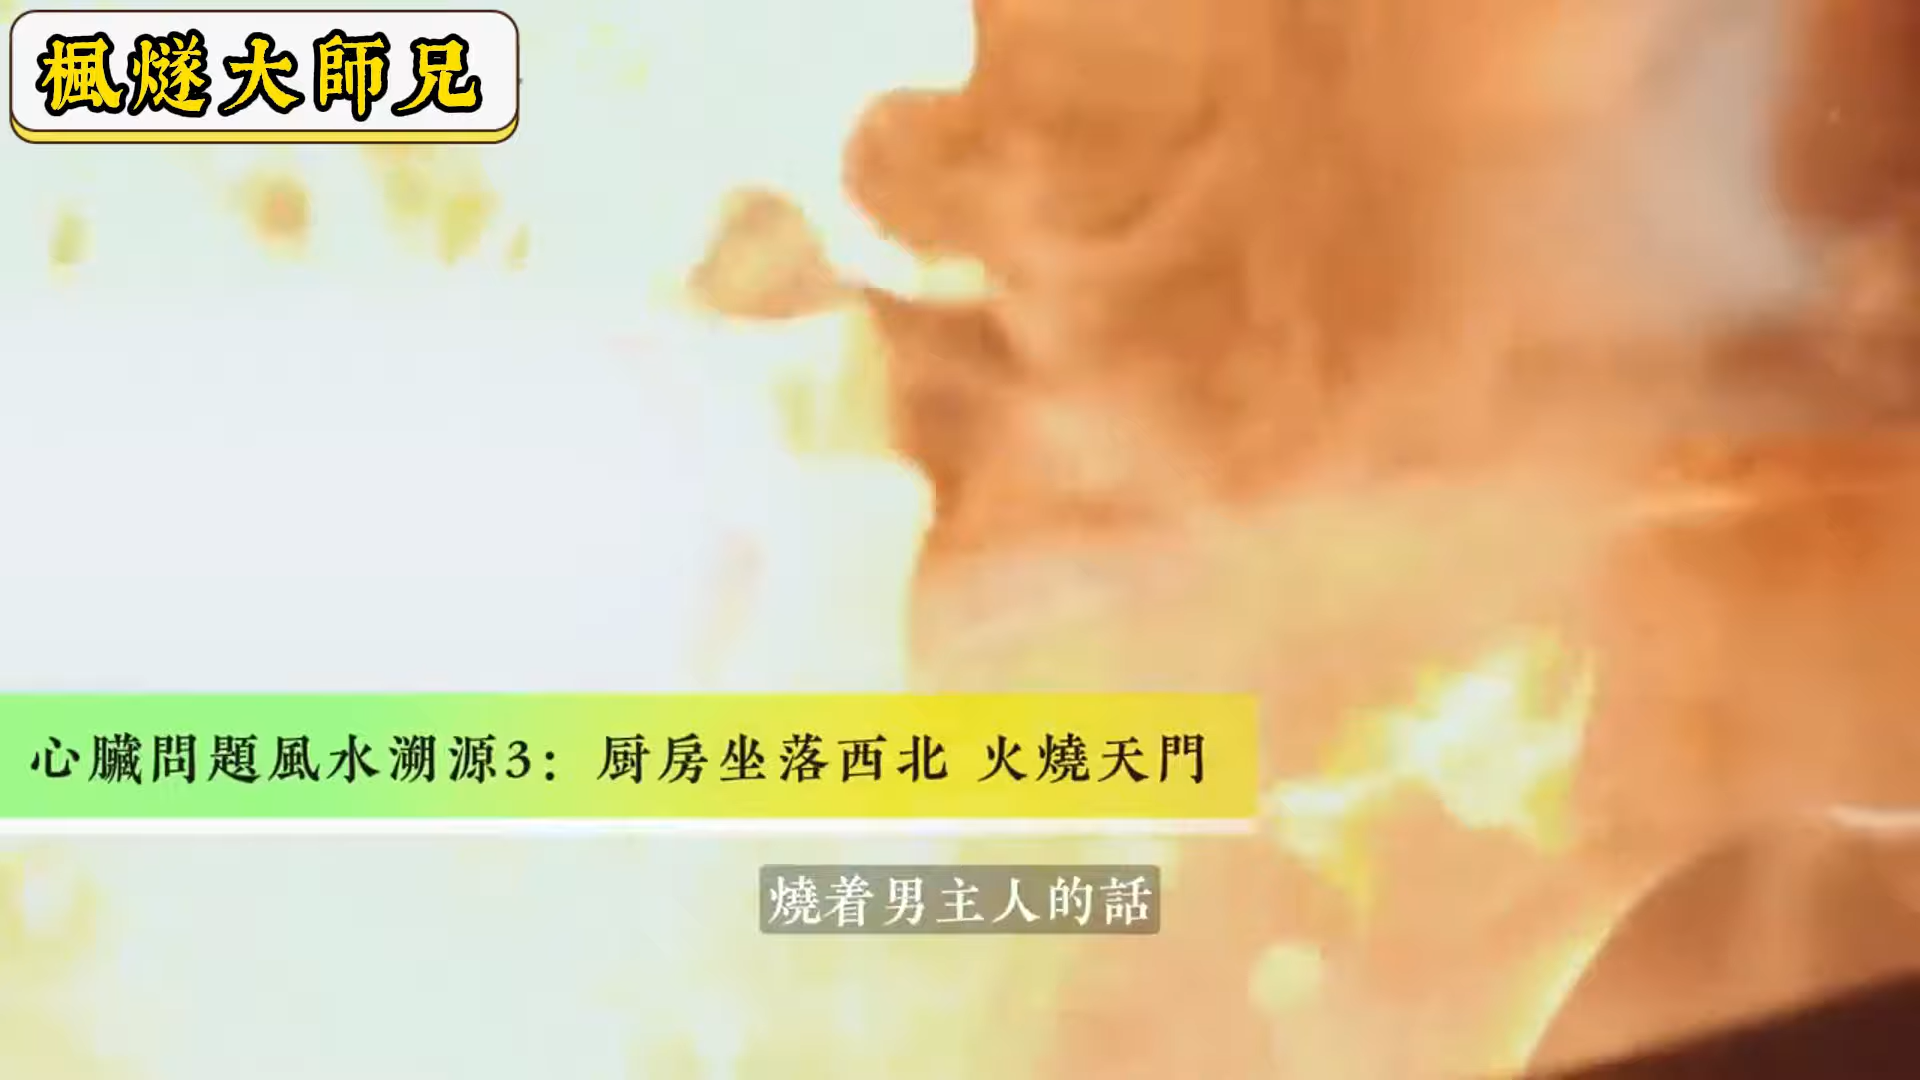 楓燧大師兄
心臟問題風水溯源3：厨房坐落西北 火燒天門
燒着男主人的話